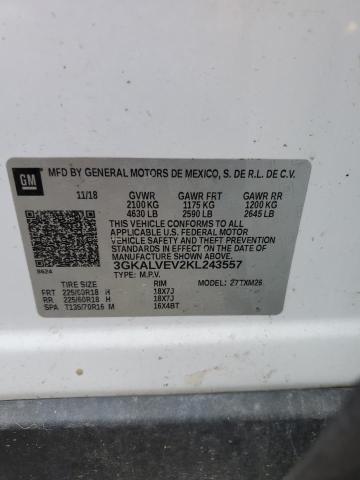 GM
MFD BY GENERAL MOTORS DE MEXICO, S. DE R.L. DE C.V.
11/18 GVWR GAWR FRT GAWR RR
2100 KG 1175 KG 1200 KG
4630 LB 2590 LB 2645 LB
THIS VEHICLE CONFORMS TO ALL
APPLICABLE U.S. FEDERAL MOTOR
VEHICLE SAFETY, BUMPER, AND THEFT
PREVENTION STANDARDS IN EFFECT ON THE
DATE OF MANUFACTURE SHOWN ABOVE.
3GKALVEV2KL243557
8624 TYPE: M.P.V.
TIRE SIZE RIM MODEL:
FRT 225/60R18 H 18X7J
RR 225/60R18 H 18X7J
SPA T135/70R16 M 16X4BT